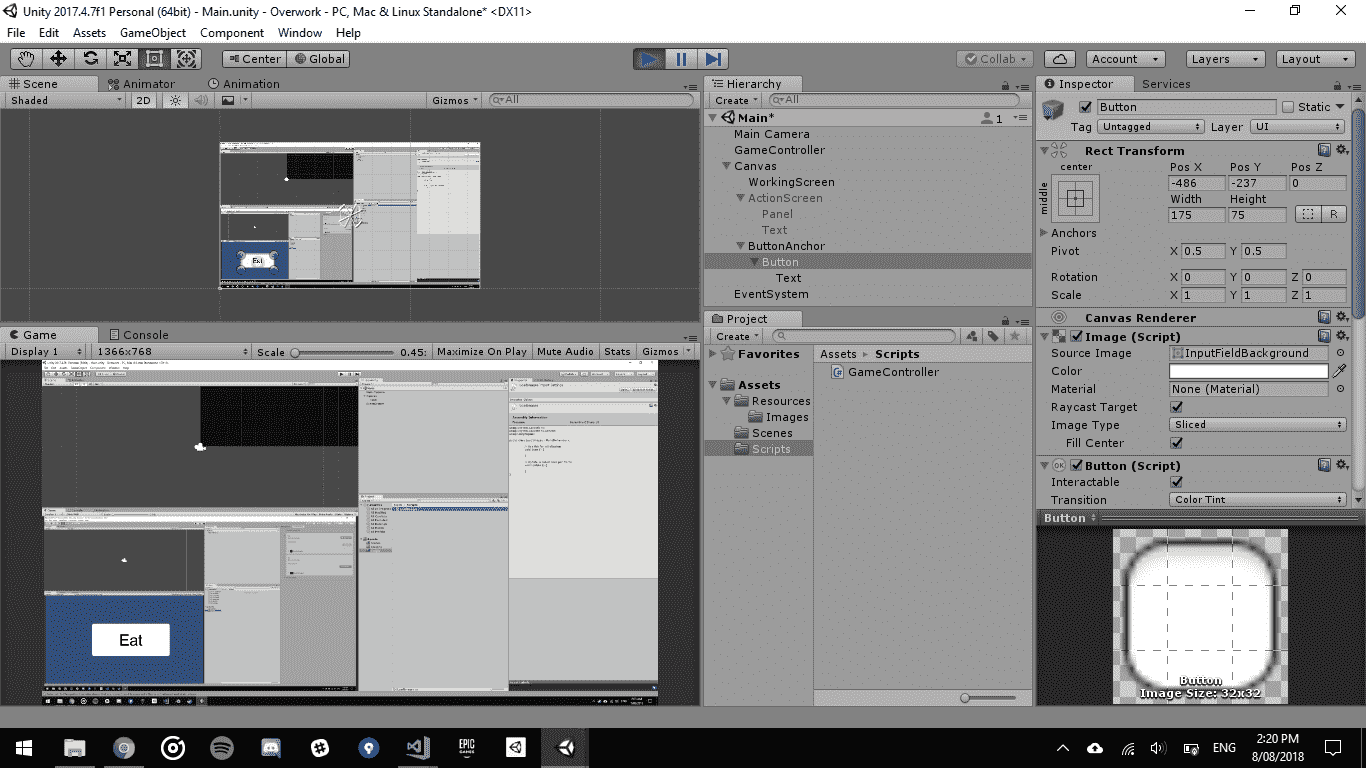 Unity 2017.4.7f1 Personal (64bit) - Main.unity - Overwork - PC, Mac & Linux Standalone* <DX11>
File Edit Assets GameObject Component Window Help
Center Global Collab Account Layers Layout
Scene Animator Animation
Shaded 2D Gizmos All
Eat
Game Console
Display 1 1366x768 Scale 0.45: Maximize On Play Mute Audio Stats Gizmos
Eat
Hierarchy
Create All
Main* 1
Main Camera
GameController
Canvas
WorkingScreen
ActionScreen
Panel
Text
ButtonAnchor
Button
Text
EventSystem
Project
Create
Favorites
Assets
Resources
Images
Scenes
Scripts
Assets Scripts
GameController
Inspector Services
Button Static
Tag Untagged Layer UI
Rect Transform
center
middle
Pos X Pos Y Pos Z
-486 -237 0
Width Height
175 75 R
Anchors
Pivot X 0.5 Y 0.5
Rotation X 0 Y 0 Z 0
Scale X 1 Y 1 Z 1
Canvas Renderer
Image (Script)
Source Image InputFieldBackground
Color
Material None (Material)
Raycast Target
Image Type Sliced
Fill Center
OK Button (Script)
Interactable
Transition Color Tint
Button
Button
Image Size: 32x32
EPIC
GAMES
ENG
2:20 PM
8/08/2018